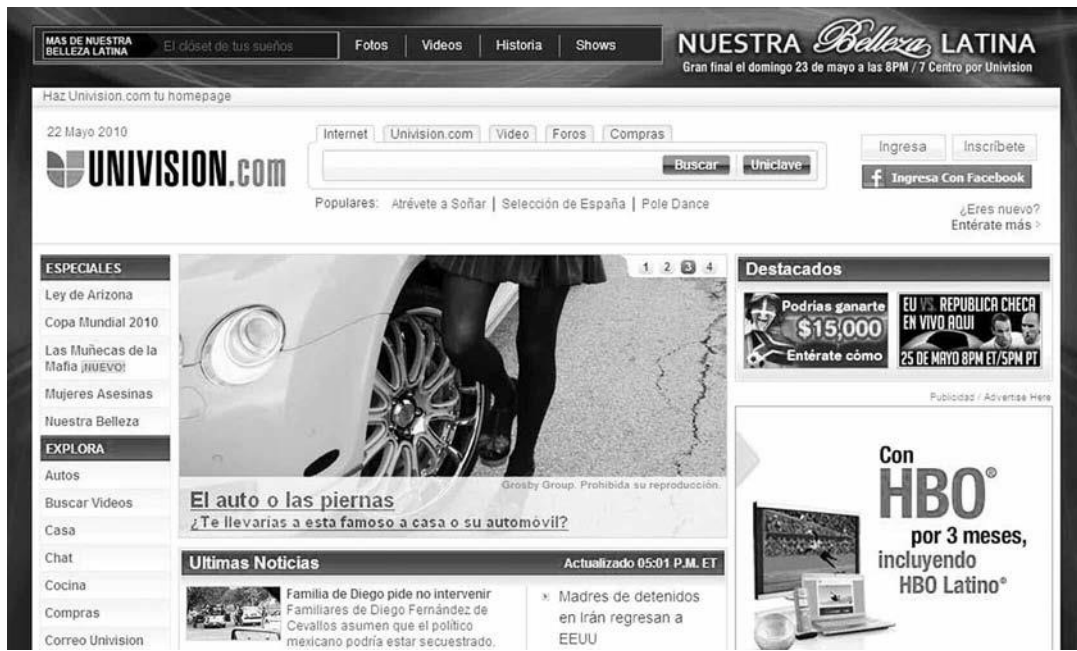 MAS DE NUESTRA
BELLEZA LATINA
El clóset de tus sueños
Fotos
Videos
Historia
Shows
NUESTRA Belleza LATINA
Gran final el domingo 23 de mayo a las 8PM / 7 Centro por Univision
Haz Univision.com tu homepage
22 Mayo 2010
UNIVISION.com
Internet
Univision.com
Video
Foros
Compras
Buscar
Uniclave
Populares: Atrévete a Soñar | Selección de España | Pole Dance
Ingresa
Inscríbete
f Ingresa Con Facebook
¿Eres nuevo?
Entérate más >
ESPECIALES
Ley de Arizona
Copa Mundial 2010
Las Muñecas de la
Mafia ¡NUEVO!
Mujeres Asesinas
Nuestra Belleza
EXPLORA
Autos
Buscar Videos
Casa
Chat
Cocina
Compras
Correo Univision
1 2 3 4
Grosby Group. Prohibida su reproducción.
El auto o las piernas
¿Te llevarías a esta famoso a casa o su automóvil?
Ultimas Noticias
Actualizado 05:01 P.M. ET
Familia de Diego pide no intervenir
Familiares de Diego Fernández de
Cevallos asumen que el político
mexicano podría estar secuestrado.
Madres de detenidos
en Irán regresan a
EEUU
Destacados
Podrías ganarte
$15,000
Entérate cómo
EU VS. REPUBLICA CHECA
EN VIVO AQUI
25 DE MAYO 8PM ET/5PM PT
Publicidad / Advertise Here
Con
HBO®
por 3 meses,
incluyendo
HBO Latino®